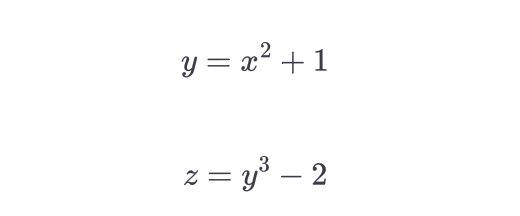 y = x² + 1
z = y³ − 2